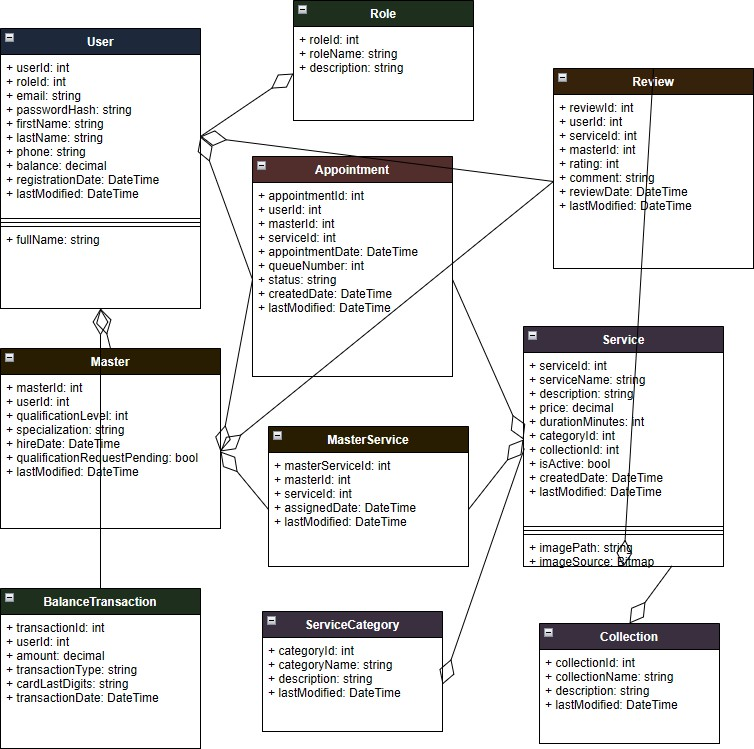 Role
+ roleId: int
+ roleName: string
+ description: string
User
+ userId: int
+ roleId: int
+ email: string
+ passwordHash: string
+ firstName: string
+ lastName: string
+ phone: string
+ balance: decimal
+ registrationDate: DateTime
+ lastModified: DateTime
+ fullName: string
Review
+ reviewId: int
+ userId: int
+ serviceId: int
+ masterId: int
+ rating: int
+ comment: string
+ reviewDate: DateTime
+ lastModified: DateTime
Appointment
+ appointmentId: int
+ userId: int
+ masterId: int
+ serviceId: int
+ appointmentDate: DateTime
+ queueNumber: int
+ status: string
+ createdDate: DateTime
+ lastModified: DateTime
Service
+ serviceId: int
+ serviceName: string
+ description: string
+ price: decimal
+ durationMinutes: int
+ categoryId: int
+ collectionId: int
+ isActive: bool
+ createdDate: DateTime
+ lastModified: DateTime
+ imagePath: string
+ imageSource: Bitmap
Master
+ masterId: int
+ userId: int
+ qualificationLevel: int
+ specialization: string
+ hireDate: DateTime
+ qualificationRequestPending: bool
+ lastModified: DateTime
MasterService
+ masterServiceId: int
+ masterId: int
+ serviceId: int
+ assignedDate: DateTime
+ lastModified: DateTime
BalanceTransaction
+ transactionId: int
+ userId: int
+ amount: decimal
+ transactionType: string
+ cardLastDigits: string
+ transactionDate: DateTime
ServiceCategory
+ categoryId: int
+ categoryName: string
+ description: string
+ lastModified: DateTime
Collection
+ collectionId: int
+ collectionName: string
+ description: string
+ lastModified: DateTime